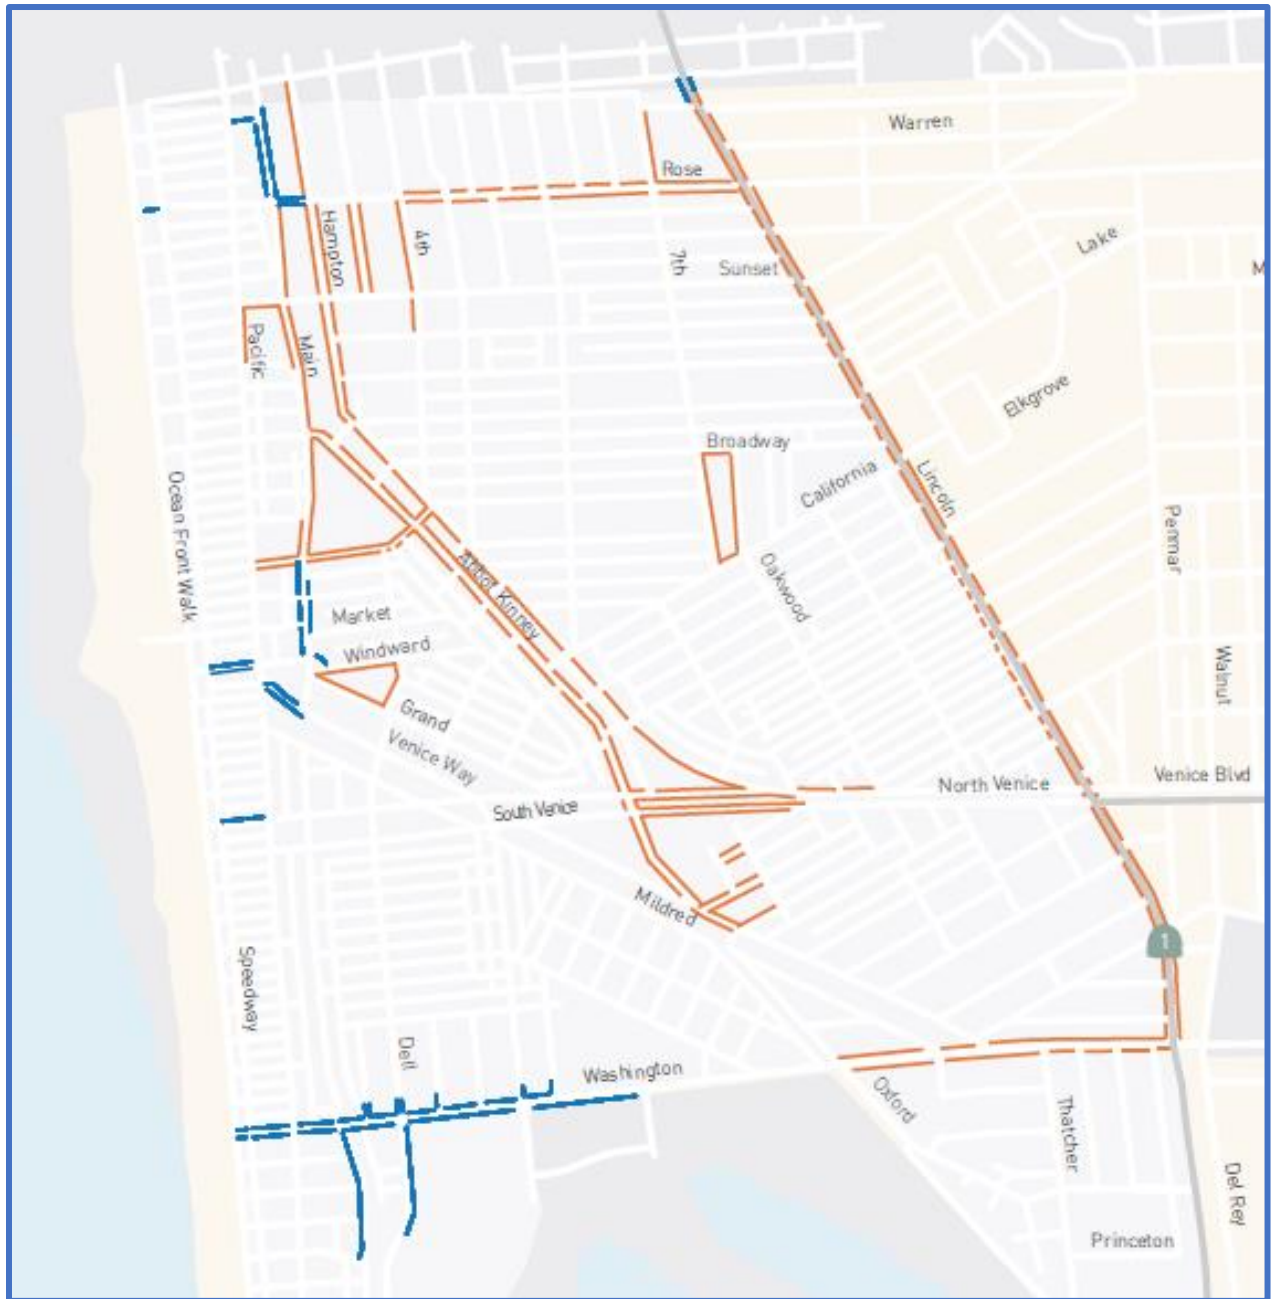 Warren
Rose
Hampton
4th
7th
Sunset
Lake
M
Pacific
Main
Elkgrove
Broadway
California
Lincoln
Ocean Front Walk
Penmar
Abbot Kinney
Oakwood
Market
Windward
Walnut
Grand
Venice Way
South Venice
North Venice
Venice Blvd
Mildred
1
Speedway
Dell
Washington
Oxford
Thatcher
Del Rey
Princeton